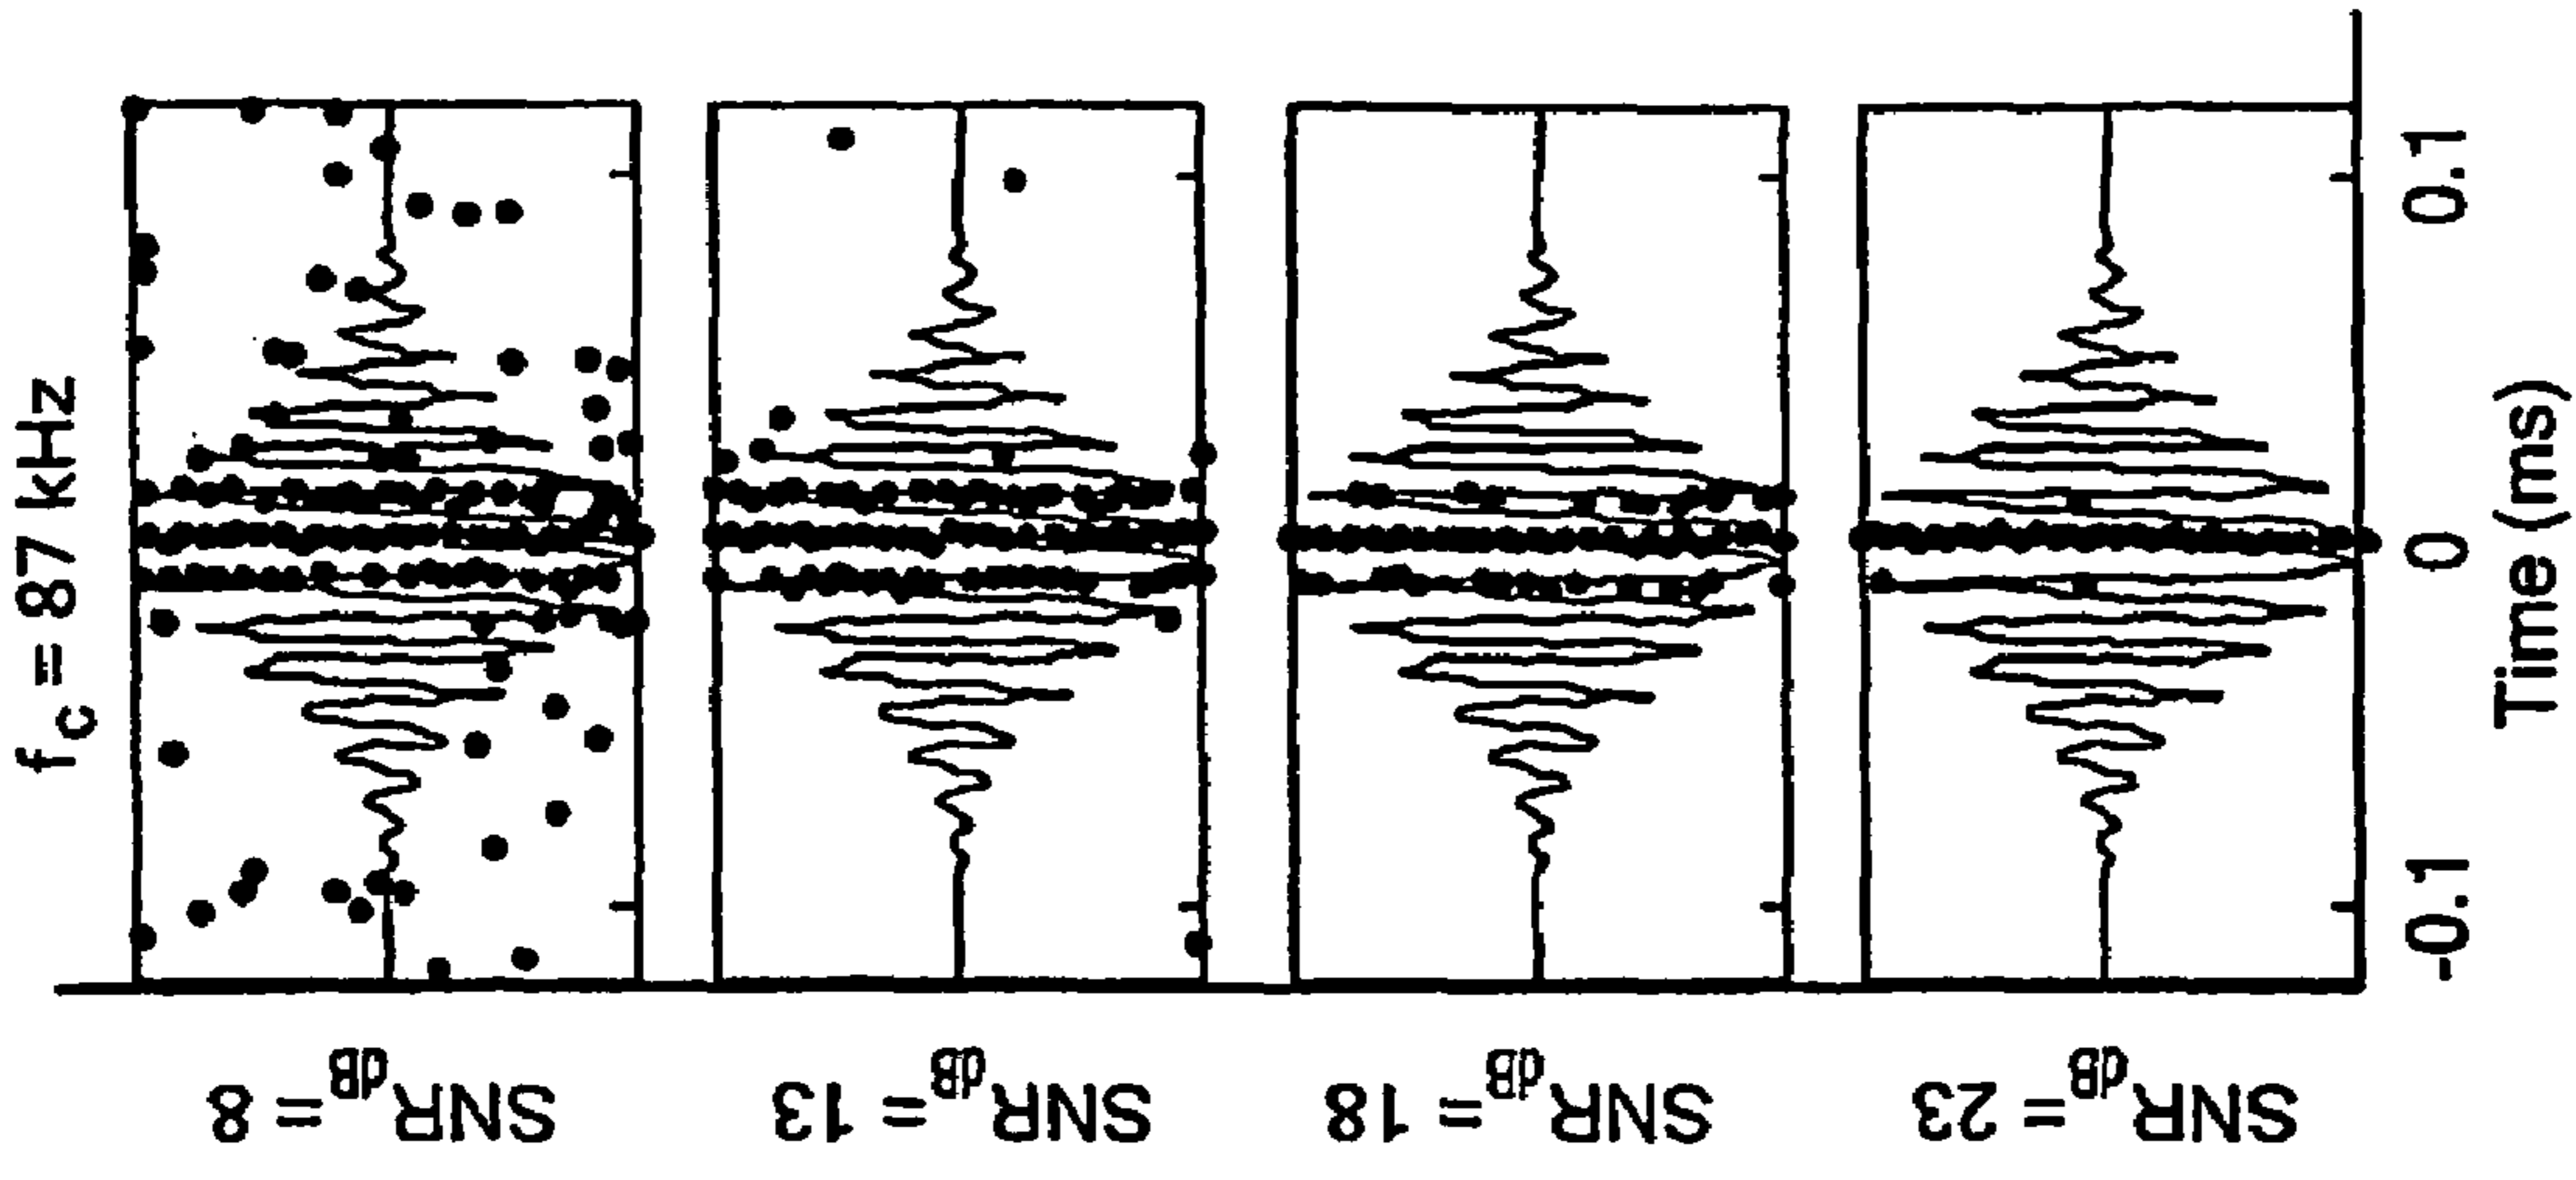 f_c = 87 kHz
SNR_dB = 8
SNR_dB = 13
SNR_dB = 18
SNR_dB = 23
-0.1 0 0.1
Time (ms)